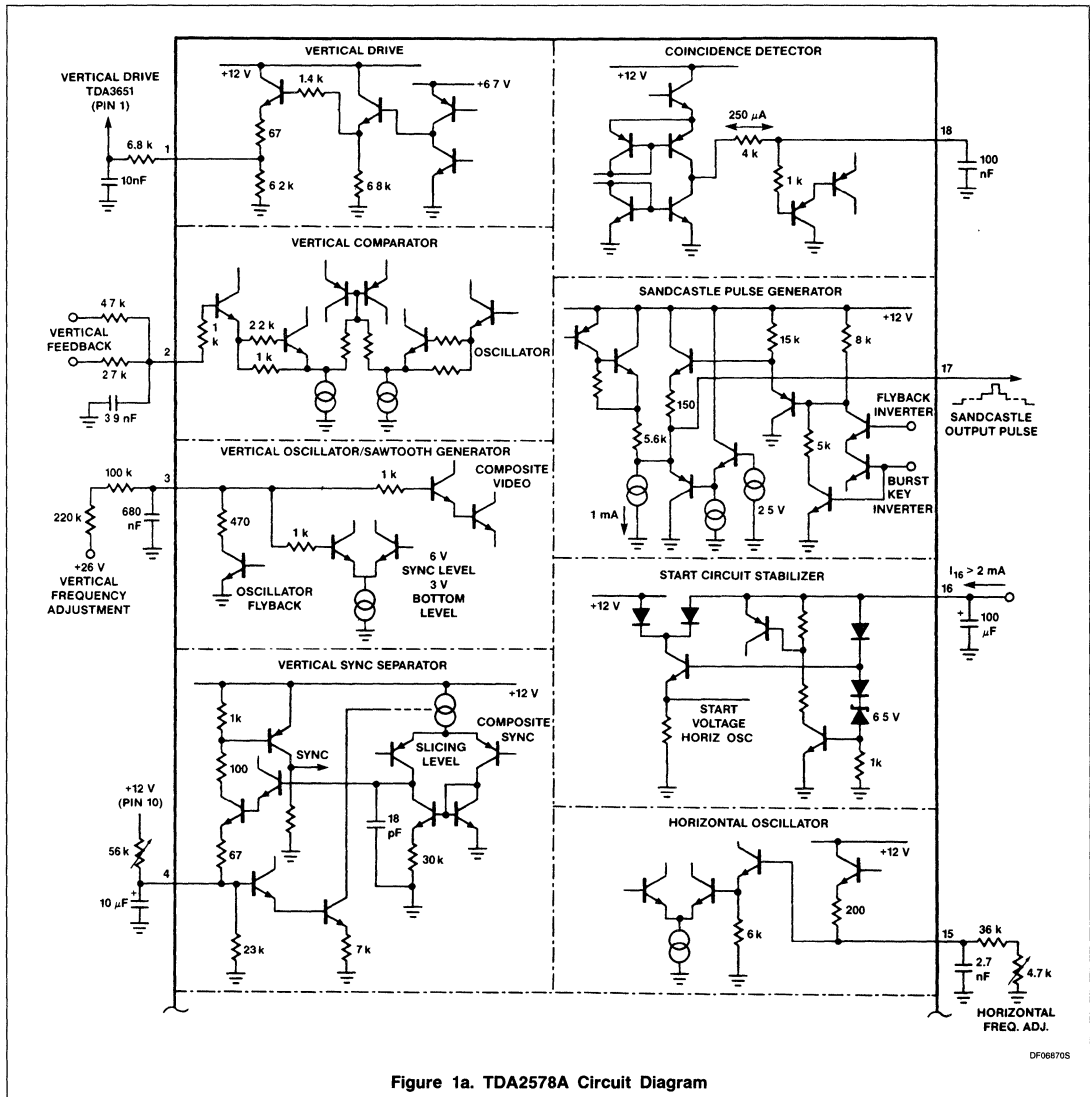 VERTICAL DRIVE
+12 V
+6 7 V
1.4 k
67
6 2 k
6 8 k
VERTICAL DRIVE
TDA3651
(PIN 1)
6.8 k
1
10nF
VERTICAL COMPARATOR
4 7 k
VERTICAL
FEEDBACK
2 7 k
3 9 nF
2
1
k
2 2 k
1 k
OSCILLATOR
VERTICAL OSCILLATOR/SAWTOOTH GENERATOR
100 k
3
220 k
680
nF
+26 V
VERTICAL
FREQUENCY
ADJUSTMENT
470
OSCILLATOR
FLYBACK
1 k
1 k
COMPOSITE
VIDEO
6 V
SYNC LEVEL
3 V
BOTTOM
LEVEL
VERTICAL SYNC SEPARATOR
+12 V
1k
100
SYNC
SLICING
LEVEL
COMPOSITE
SYNC
+12 V
(PIN 10)
56 k
4
+
10 µF
67
18
pF
30 k
23 k
7 k
COINCIDENCE DETECTOR
+12 V
250 µA
4 k
1 k
18
100
nF
SANDCASTLE PULSE GENERATOR
+12 V
15 k
8 k
17
150
FLYBACK
INVERTER
SANDCASTLE
OUTPUT PULSE
5.6k
5k
BURST
KEY
INVERTER
1 mA
2 5 V
START CIRCUIT STABILIZER
I16 > 2 mA
+12 V
16
+
100
µF
START
VOLTAGE
HORIZ OSC
6 5 V
1k
HORIZONTAL OSCILLATOR
+12 V
200
6 k
15
36 k
2.7
nF
4.7 k
HORIZONTAL
FREQ. ADJ.
DF06870S
Figure 1a. TDA2578A Circuit Diagram